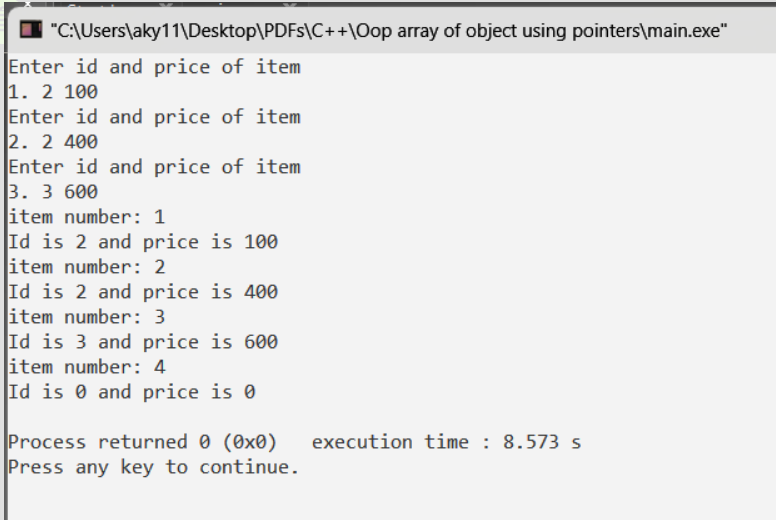 "C:\Users\aky11\Desktop\PDFs\C++\Oop array of object using pointers\main.exe"
Enter id and price of item
1. 2 100
Enter id and price of item
2. 2 400
Enter id and price of item
3. 3 600
item number: 1
Id is 2 and price is 100
item number: 2
Id is 2 and price is 400
item number: 3
Id is 3 and price is 600
item number: 4
Id is 0 and price is 0
Process returned 0 (0x0)   execution time : 8.573 s
Press any key to continue.